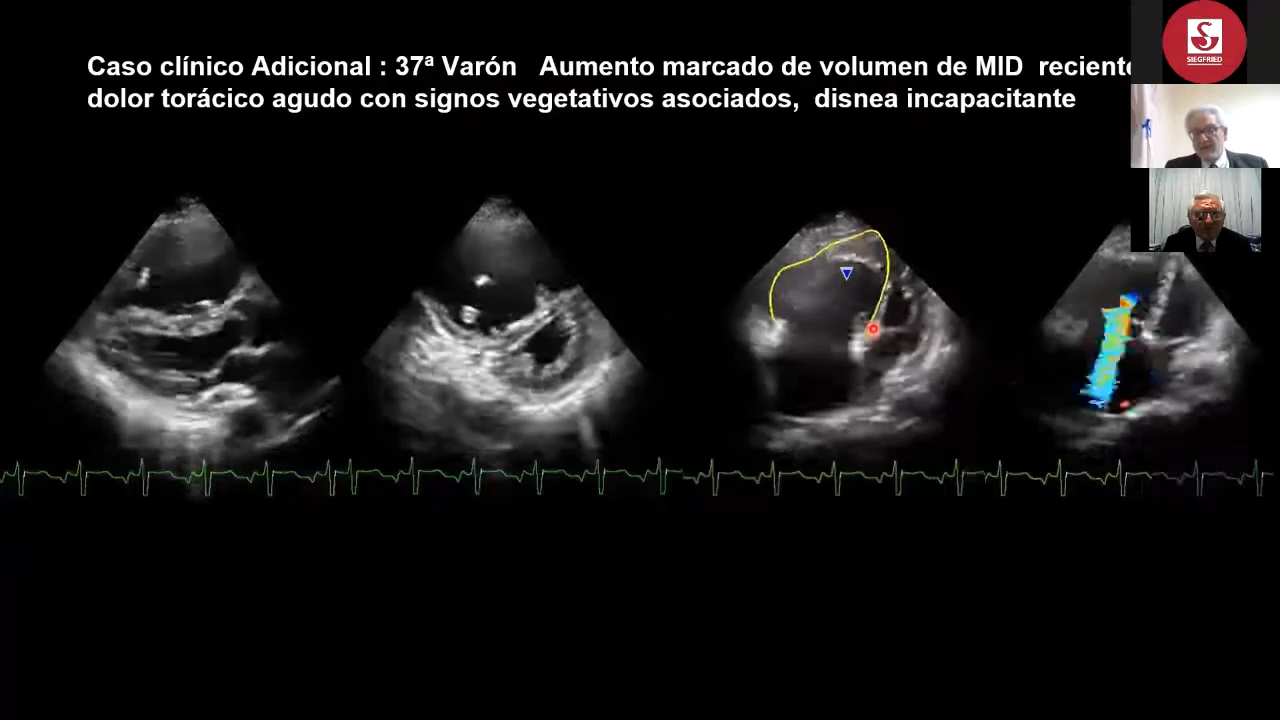 Caso clínico Adicional : 37ª Varón   Aumento marcado de volumen de MID  reciente
dolor torácico agudo con signos vegetativos asociados,  disnea incapacitante
SIEGFRIED